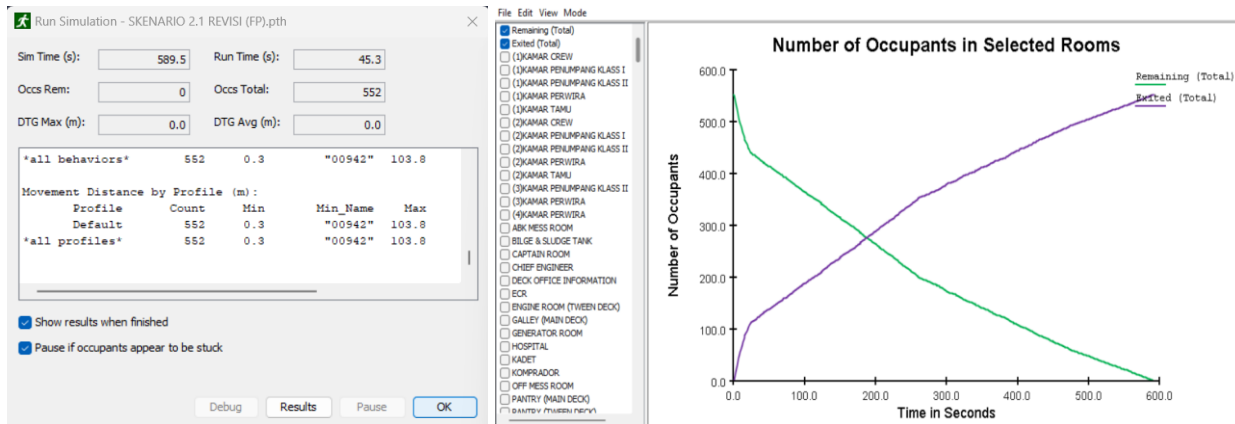 Run Simulation - SKENARIO 2.1 REVISI (FP).pth
Sim Time (s): 589.5 Run Time (s): 45.3
Occs Rem: 0 Occs Total: 552
DTG Max (m): 0.0 DTG Avg (m): 0.0
*all behaviors* 552 0.3 "00942" 103.8
Movement Distance by Profile (m):
Profile Count Min Min_Name Max
Default 552 0.3 "00942" 103.8
*all profiles* 552 0.3 "00942" 103.8
Show results when finished
Pause if occupants appear to be stuck
Debug Results Pause OK
File Edit View Mode
Remaining (Total)
Exited (Total)
(1)KAMAR CREW
(1)KAMAR PENUMPANG KLASS I
(1)KAMAR PENUMPANG KLASS II
(1)KAMAR PERWIRA
(1)KAMAR TAMU
(2)KAMAR CREW
(2)KAMAR PENUMPANG KLASS I
(2)KAMAR PENUMPANG KLASS II
(2)KAMAR PERWIRA
(2)KAMAR TAMU
(3)KAMAR PENUMPANG KLASS II
(3)KAMAR PERWIRA
(4)KAMAR PERWIRA
ABK MESS ROOM
BILGE & SLUDGE TANK
CAPTAIN ROOM
CHIEF ENGINEER
DECK OFFICE INFORMATION
ECR
ENGINE ROOM (TWEEN DECK)
GALLEY (MAIN DECK)
GENERATOR ROOM
HOSPITAL
KADET
KOMPRADOR
OFF MESS ROOM
PANTRY (MAIN DECK)
PANTRY (TWEEN DECK)
Number of Occupants in Selected Rooms
Remaining (Total)
Exited (Total)
Number of Occupants
600.0
500.0
400.0
300.0
200.0
100.0
0.0
0.0 100.0 200.0 300.0 400.0 500.0 600.0
Time in Seconds